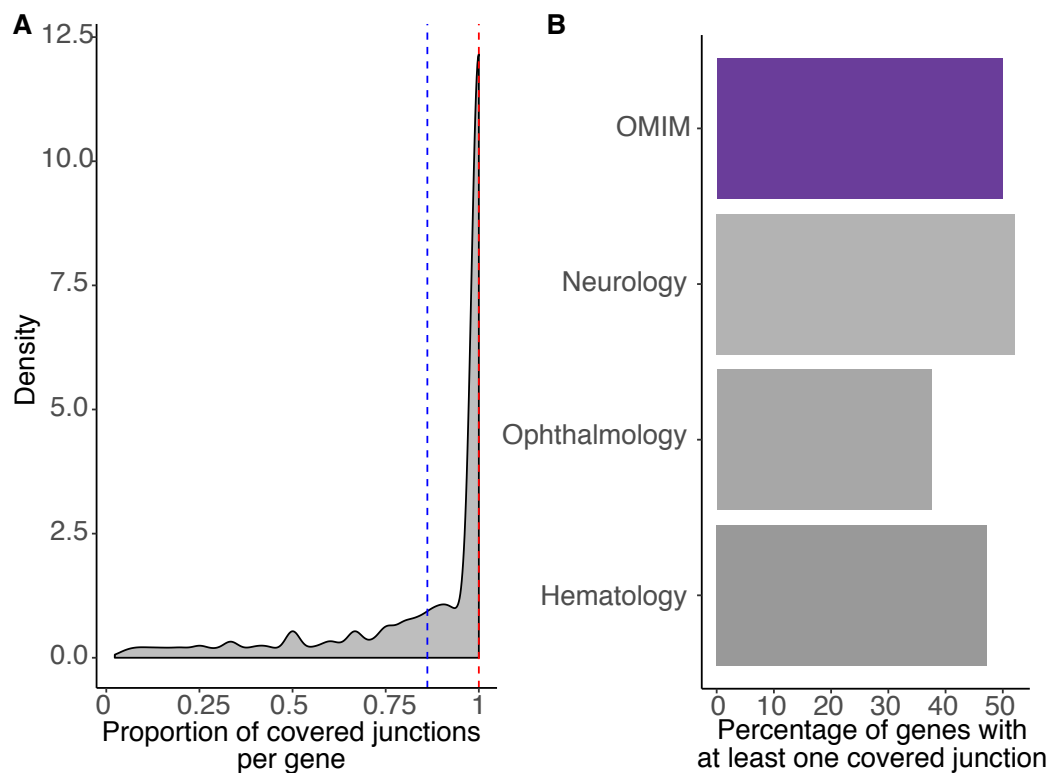 A
12.5
10.0
7.5
5.0
2.5
0.0
Density
0 0.25 0.5 0.75 1
Proportion of covered junctions
per gene
B
OMIM
Neurology
Ophthalmology
Hematology
0 10 20 30 40 50
Percentage of genes with
at least one covered junction